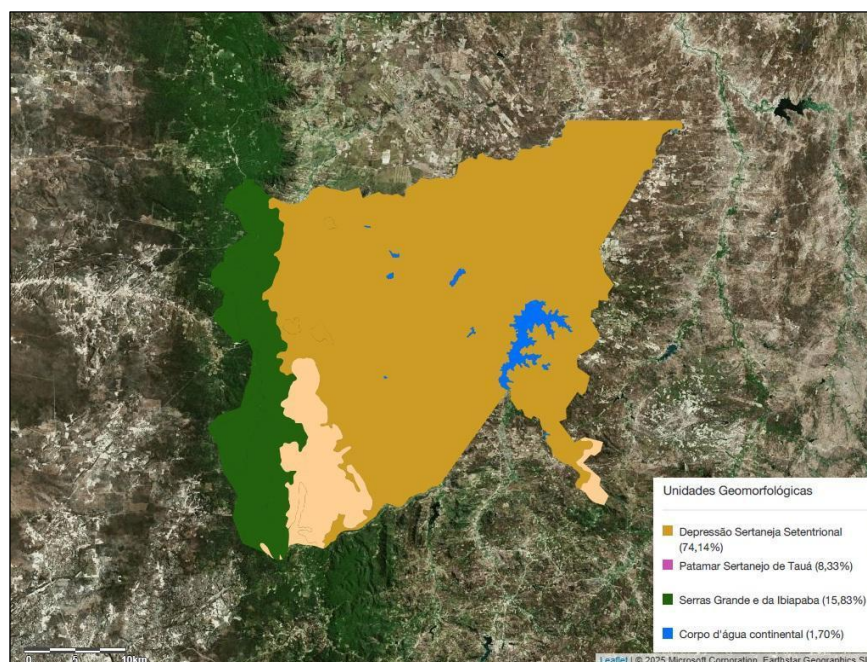 Unidades Geomorfológicas
Depressão Sertaneja Setentrional
(74,14%)
Patamar Sertanejo de Tauá (8,33%)
Serras Grande e da Ibiapaba (15,83%)
Corpo d'água continental (1,70%)
0 5 10km
Leaflet | © 2025 Microsoft Corporation, Earthstar Geographics S